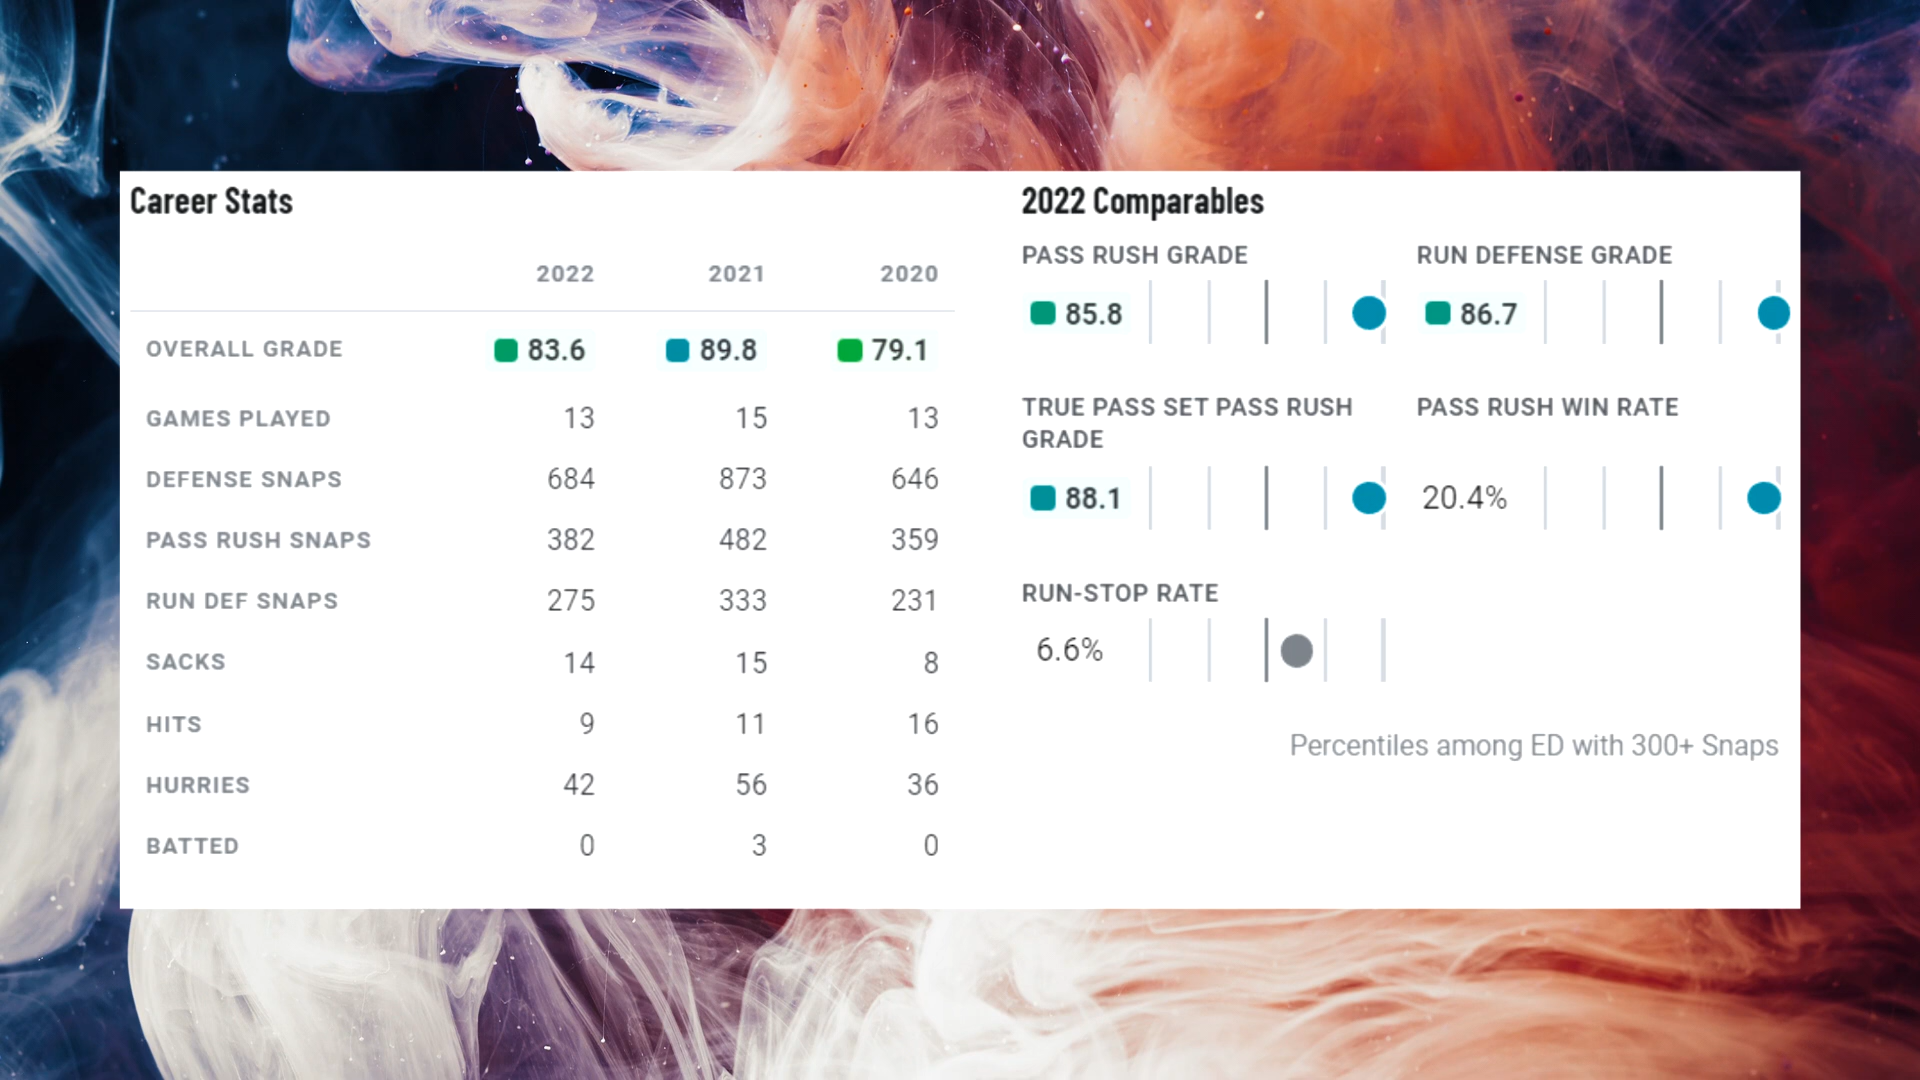 Career Stats
2022 2021 2020
OVERALL GRADE 83.6 89.8 79.1
GAMES PLAYED 13 15 13
DEFENSE SNAPS 684 873 646
PASS RUSH SNAPS 382 482 359
RUN DEF SNAPS 275 333 231
SACKS 14 15 8
HITS 9 11 16
HURRIES 42 56 36
BATTED 0 3 0
2022 Comparables
PASS RUSH GRADE
85.8
RUN DEFENSE GRADE
86.7
TRUE PASS SET PASS RUSH
GRADE
88.1
PASS RUSH WIN RATE
20.4%
RUN-STOP RATE
6.6%
Percentiles among ED with 300+ Snaps